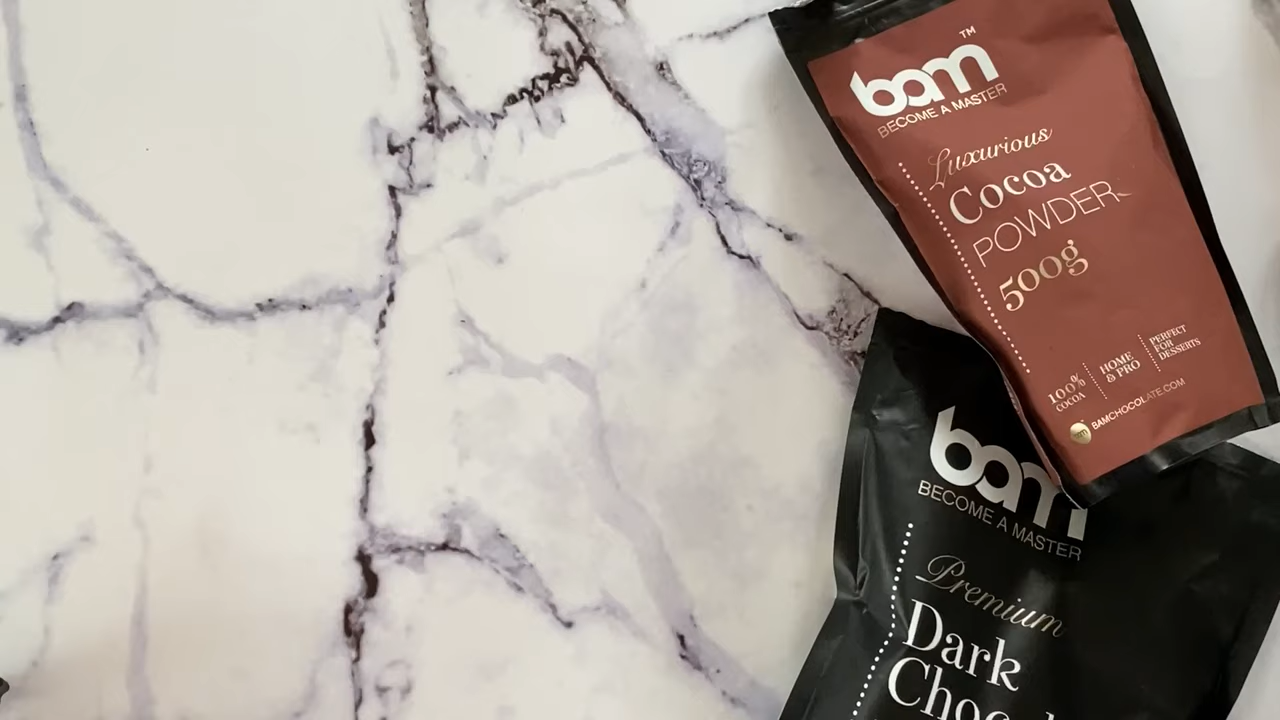 bam™
BECOME A MASTER
Luxurious
Cocoa
POWDER
500g
100%
COCOA
HOME
& PRO
PERFECT
FOR
DESSERTS
BAMCHOCOLATE.COM
bam
BECOME A MASTER
Premium
Dark